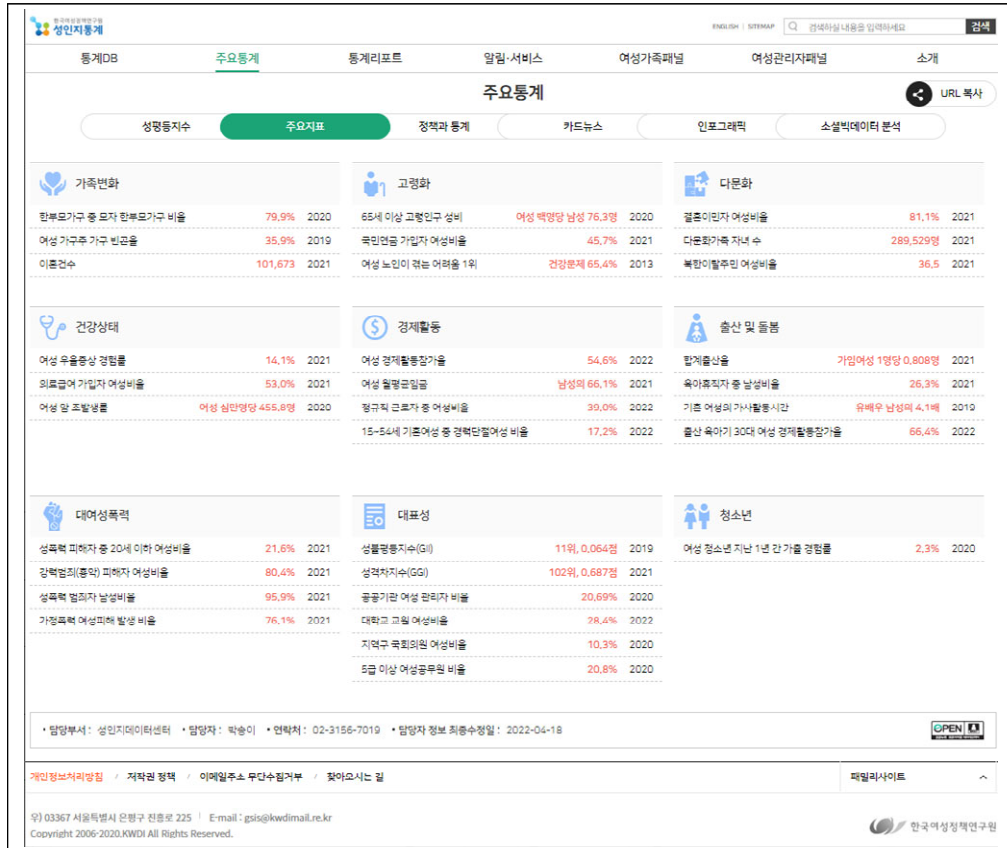 한국여성정책연구원
성인지통계
ENGLISH | SITEMAP 검색하실 내용을 입력하세요 검색
통계DB 주요통계 통계리포트 알림·서비스 여성가족패널 여성관리자패널 소개
주요통계
URL 복사
성평등지수 주요지표 정책과 통계 카드뉴스 인포그래픽 소셜빅데이터 분석
가족변화
한부모가구 중 모자 한부모가구 비율 79.9% 2020
여성 가구주 가구 빈곤율 35.9% 2019
이혼건수 101,673 2021
고령화
65세 이상 고령인구 성비 여성 백명당 남성 76.3명 2020
국민연금 가입자 여성비율 45.7% 2021
여성 노인이 겪는 어려움 1위 건강문제 65.4% 2013
다문화
결혼이민자 여성비율 81.1% 2021
다문화가족 자녀 수 289,529명 2021
북한이탈주민 여성비율 36.5 2021
건강상태
여성 우울증상 경험률 14.1% 2021
의료급여 가입자 여성비율 53.0% 2021
여성 암 조발생률 여성 십만명당 455.8명 2020
경제활동
여성 경제활동참가율 54.6% 2022
여성 월평균임금 남성의 66.1% 2021
정규직 근로자 중 여성비율 39.0% 2022
15~54세 기혼여성 중 경력단절여성 비율 17.2% 2022
출산 및 돌봄
합계출산율 가임여성 1명당 0.808명 2021
육아휴직자 중 남성비율 26.3% 2021
기혼 여성의 가사활동시간 유배우 남성의 4.1배 2019
출산 육아기 30대 여성 경제활동참가율 66.4% 2022
대여성폭력
성폭력 피해자 중 20세 이하 여성비율 21.6% 2021
강력범죄(흉악) 피해자 여성비율 80.4% 2021
성폭력 범죄자 남성비율 95.9% 2021
가정폭력 여성피해 발생 비율 76.1% 2021
대표성
성불평등지수(GII) 11위, 0.064점 2019
성격차지수(GGI) 102위, 0.687점 2021
공공기관 여성 관리자 비율 20.69% 2020
대학교 교원 여성비율 28.4% 2022
지역구 국회의원 여성비율 10.3% 2020
5급 이상 여성공무원 비율 20.8% 2020
청소년
여성 청소년 지난 1년 간 가출 경험률 2.3% 2020
• 담당부서 : 성인지데이터센터 • 담당자 : 박송이 • 연락처 : 02-3156-7019 • 담당자 정보 최종수정일 : 2022-04-18
OPEN
개인정보처리방침 / 저작권 정책 / 이메일주소 무단수집거부 / 찾아오시는 길
패밀리사이트
우) 03367 서울특별시 은평구 진흥로 225 | E-mail : gsis@kwdimail.re.kr
Copyright 2006-2020.KWDI All Rights Reserved.
한국여성정책연구원